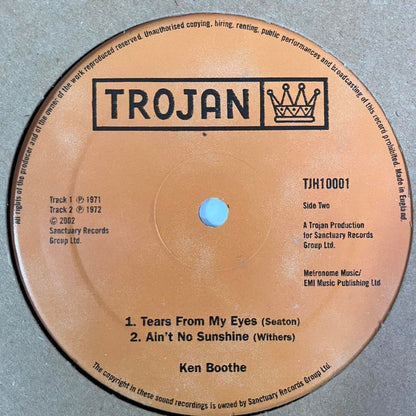 All rights of the producer and of the owner of the work reproduced reserved. Unauthorised copying, hiring, renting, public performances and broadcasting of this record prohibited. Made in England.
TROJAN
TJH10001
Track 1 ℗ 1971
Track 2 ℗ 1972
© 2002
Sanctuary Records
Group Ltd.
Side Two
A Trojan Production
for Sanctuary Records
Group Ltd.
Metronome Music/
EMI Music Publishing Ltd
1. Tears From My Eyes (Seaton)
2. Ain't No Sunshine (Withers)
Ken Boothe
The copyright in these sound recordings is owned by Sanctuary Records Group Ltd.